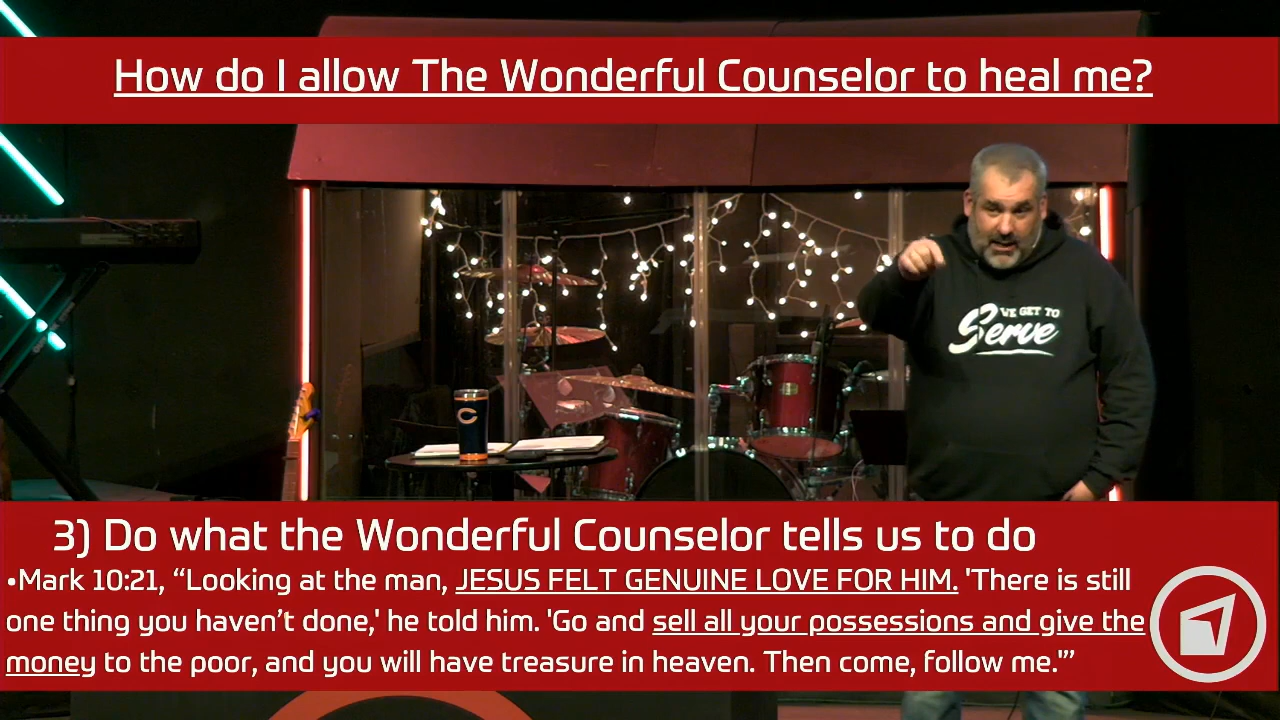 How do I allow The Wonderful Counselor to heal me?
WE GET TO
Serve
C
3) Do what the Wonderful Counselor tells us to do
•Mark 10:21, “Looking at the man, JESUS FELT GENUINE LOVE FOR HIM. 'There is still
one thing you haven’t done,' he told him. 'Go and sell all your possessions and give the
money to the poor, and you will have treasure in heaven. Then come, follow me.'”